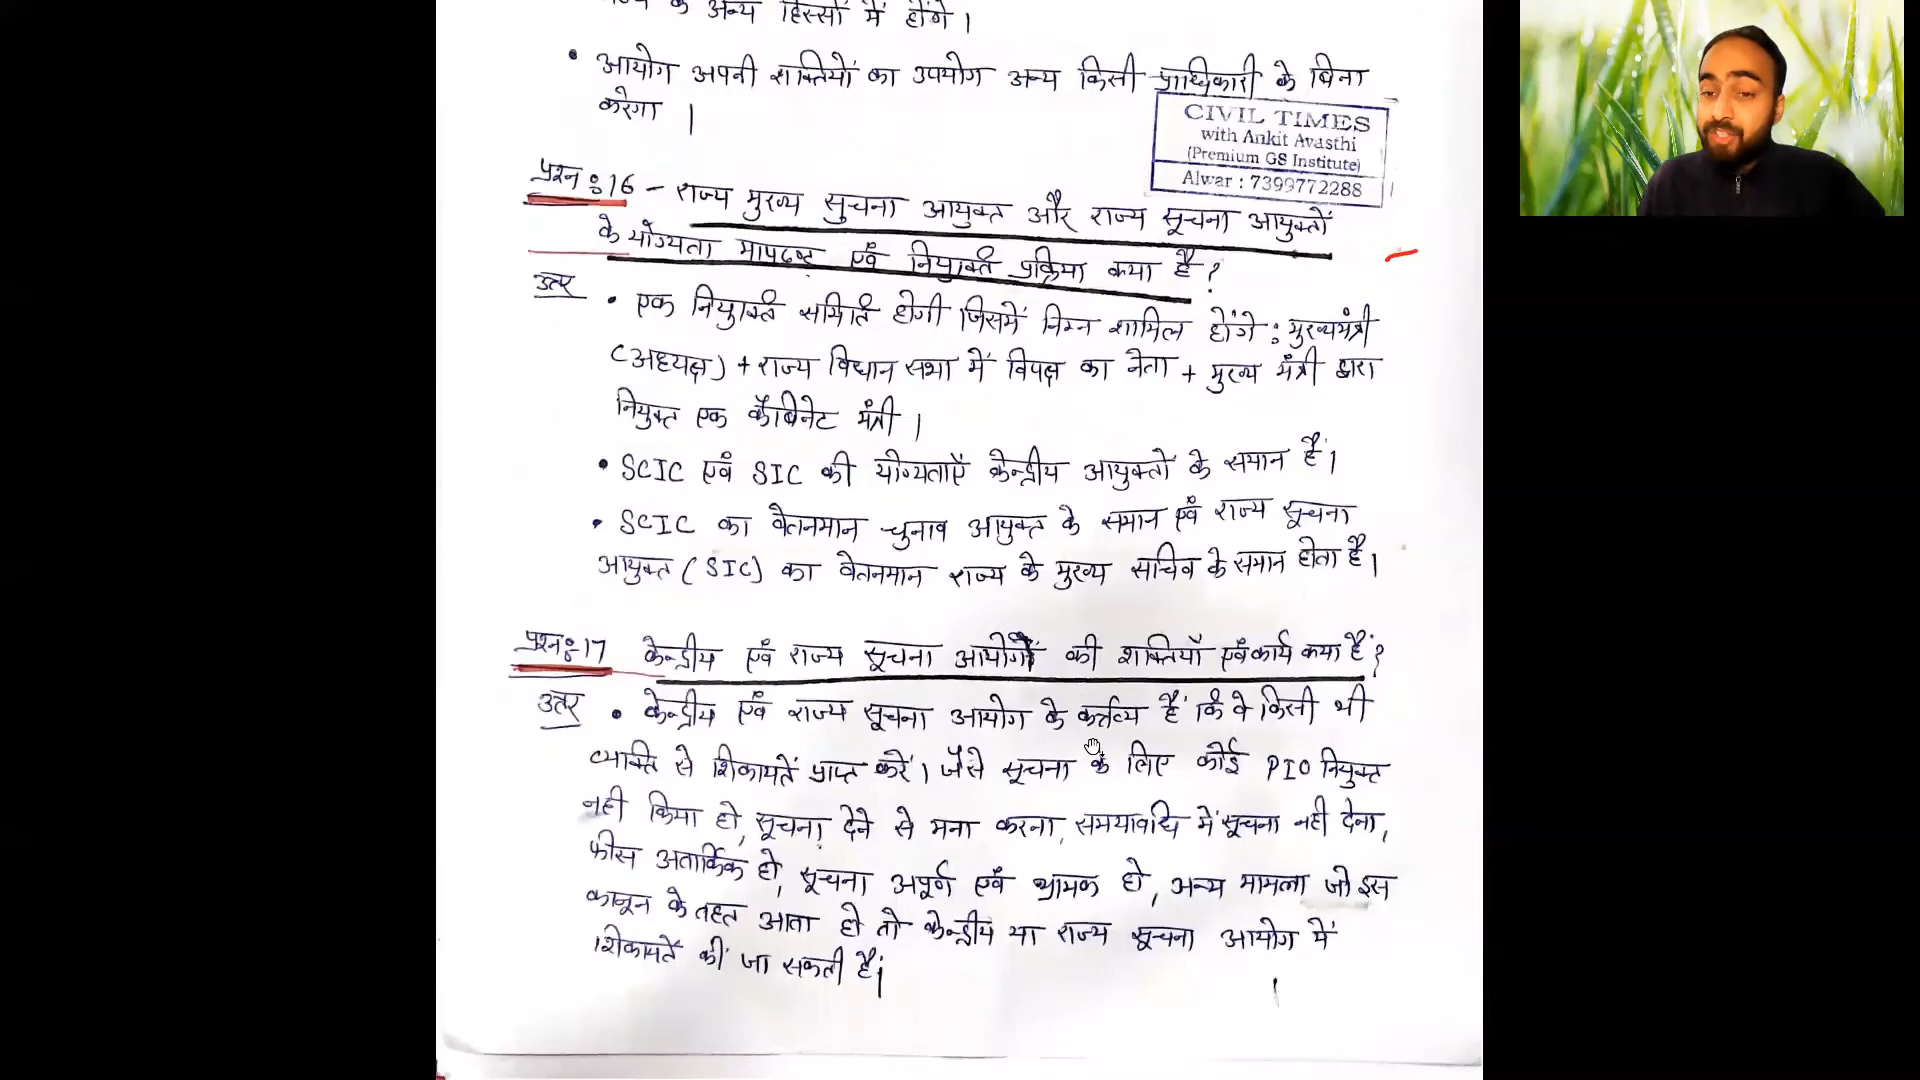 के अन्य हिस्सों में होंगे।
• आयोग अपनी शक्तियों का उपयोग अन्य किसी प्राधिकारी के बिना
करेगा |
CIVIL TIMES
with Ankit Avasthi
(Premium GS Institute)
Alwar : 7399772288
प्रश्न : 16 - राज्य मुख्य सुचना आयुक्त और राज्य सूचना आयुक्तों
के योग्यता मापदण्ड एवं नियुक्ति प्रक्रिया क्या है ?
उत्तर • एक नियुक्ति समिति होगी जिसमें निम्न शामिल होंगे : मुख्यमंत्री
(अध्यक्ष) + राज्य विधान सभा में विपक्ष का नेता + मुख्य मंत्री द्वारा
नियुक्त एक कैबिनेट मंत्री |
• SCIC एवं SIC की योग्यताएँ केन्द्रीय आयुक्तों के समान है।
• SCIC का वेतनमान चुनाव आयुक्त के समान एवं राज्य सूचना
आयुक्त (SIC) का वेतनमान राज्य के मुख्य सचिव के समान होता है।
प्रश्न : 17 केन्द्रीय एवं राज्य सूचना आयोगों की शक्तियाँ एवं कार्य क्या हैं ?
उत्तर • केन्द्रीय एवं राज्य सूचना आयोग के कर्त्तव्य हैं कि वे किसी भी
व्यक्ति से शिकायतें प्राप्त करें। जैसे सूचना के लिए कोई PIO नियुक्त
नही किया हो, सूचना देने से मना करना, समयावधि में सूचना नही देना,
फीस अतार्किक हो, सूचना अपूर्ण एवं भ्रामक हो, अन्य मामला जो इस
कानून के तहत आता हो तो केन्द्रीय या राज्य सूचना आयोग में
शिकायतें कीं जा सकती हैं।